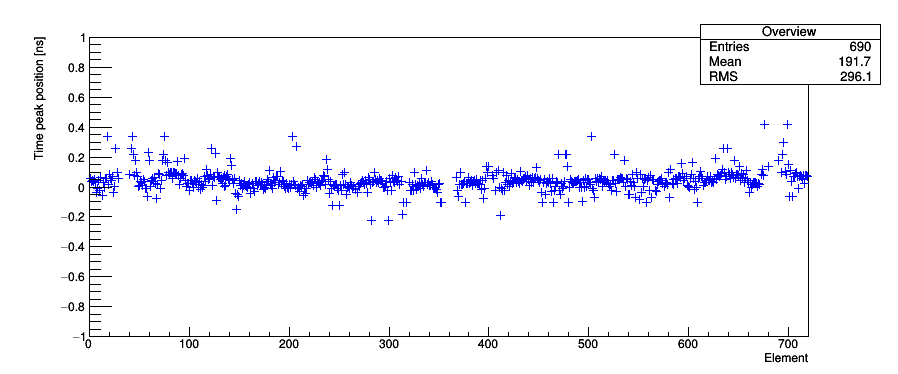 Overview
Entries 690
Mean 191.7
RMS 296.1
Time peak position [ns]
1
0.8
0.6
0.4
0.2
0
−0.2
−0.4
−0.6
−0.8
−1
0 100 200 300 400 500 600 700
Element